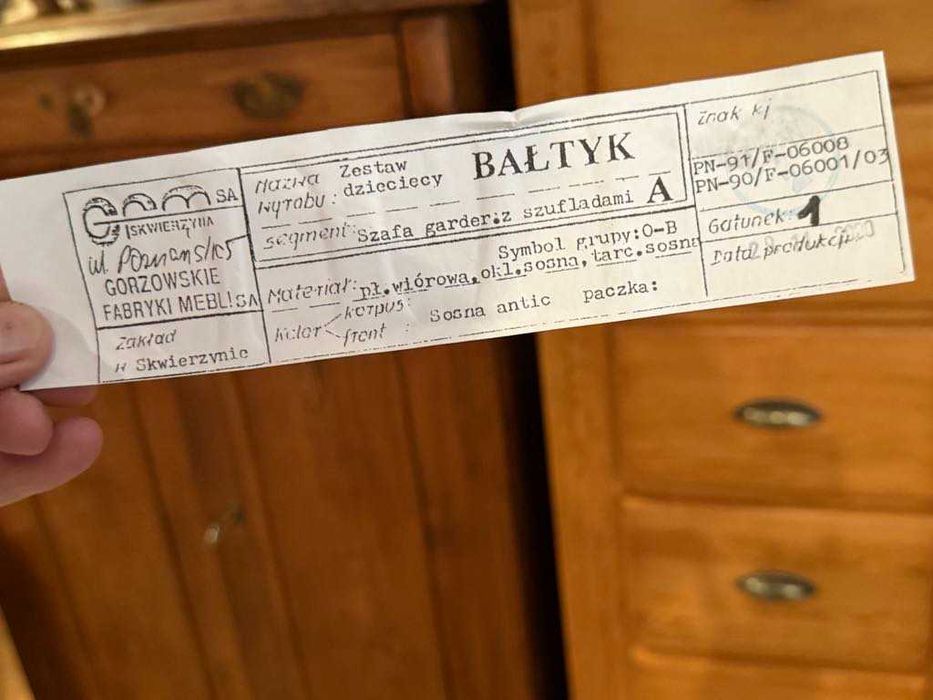 SA
SKWIERZYNA
ul. Poznańska 5
GORZOWSKIE
FABRYKI MEBLI SA
Zakład
w Skwierzynie
Nazwa wyrobu: Zestaw dziecięcy BAŁTYK
segment: Szafa garder.z szufladami A
Symbol grupy:O-B
Materiał: pł.wiórowa,okl.sosna,tarc.sosna
Kolor korpus:
front : Sosna antic paczka:
Znak kj
PN-91/F-06008
PN-90/F-06001/03
Gatunek 1
Data produkcji